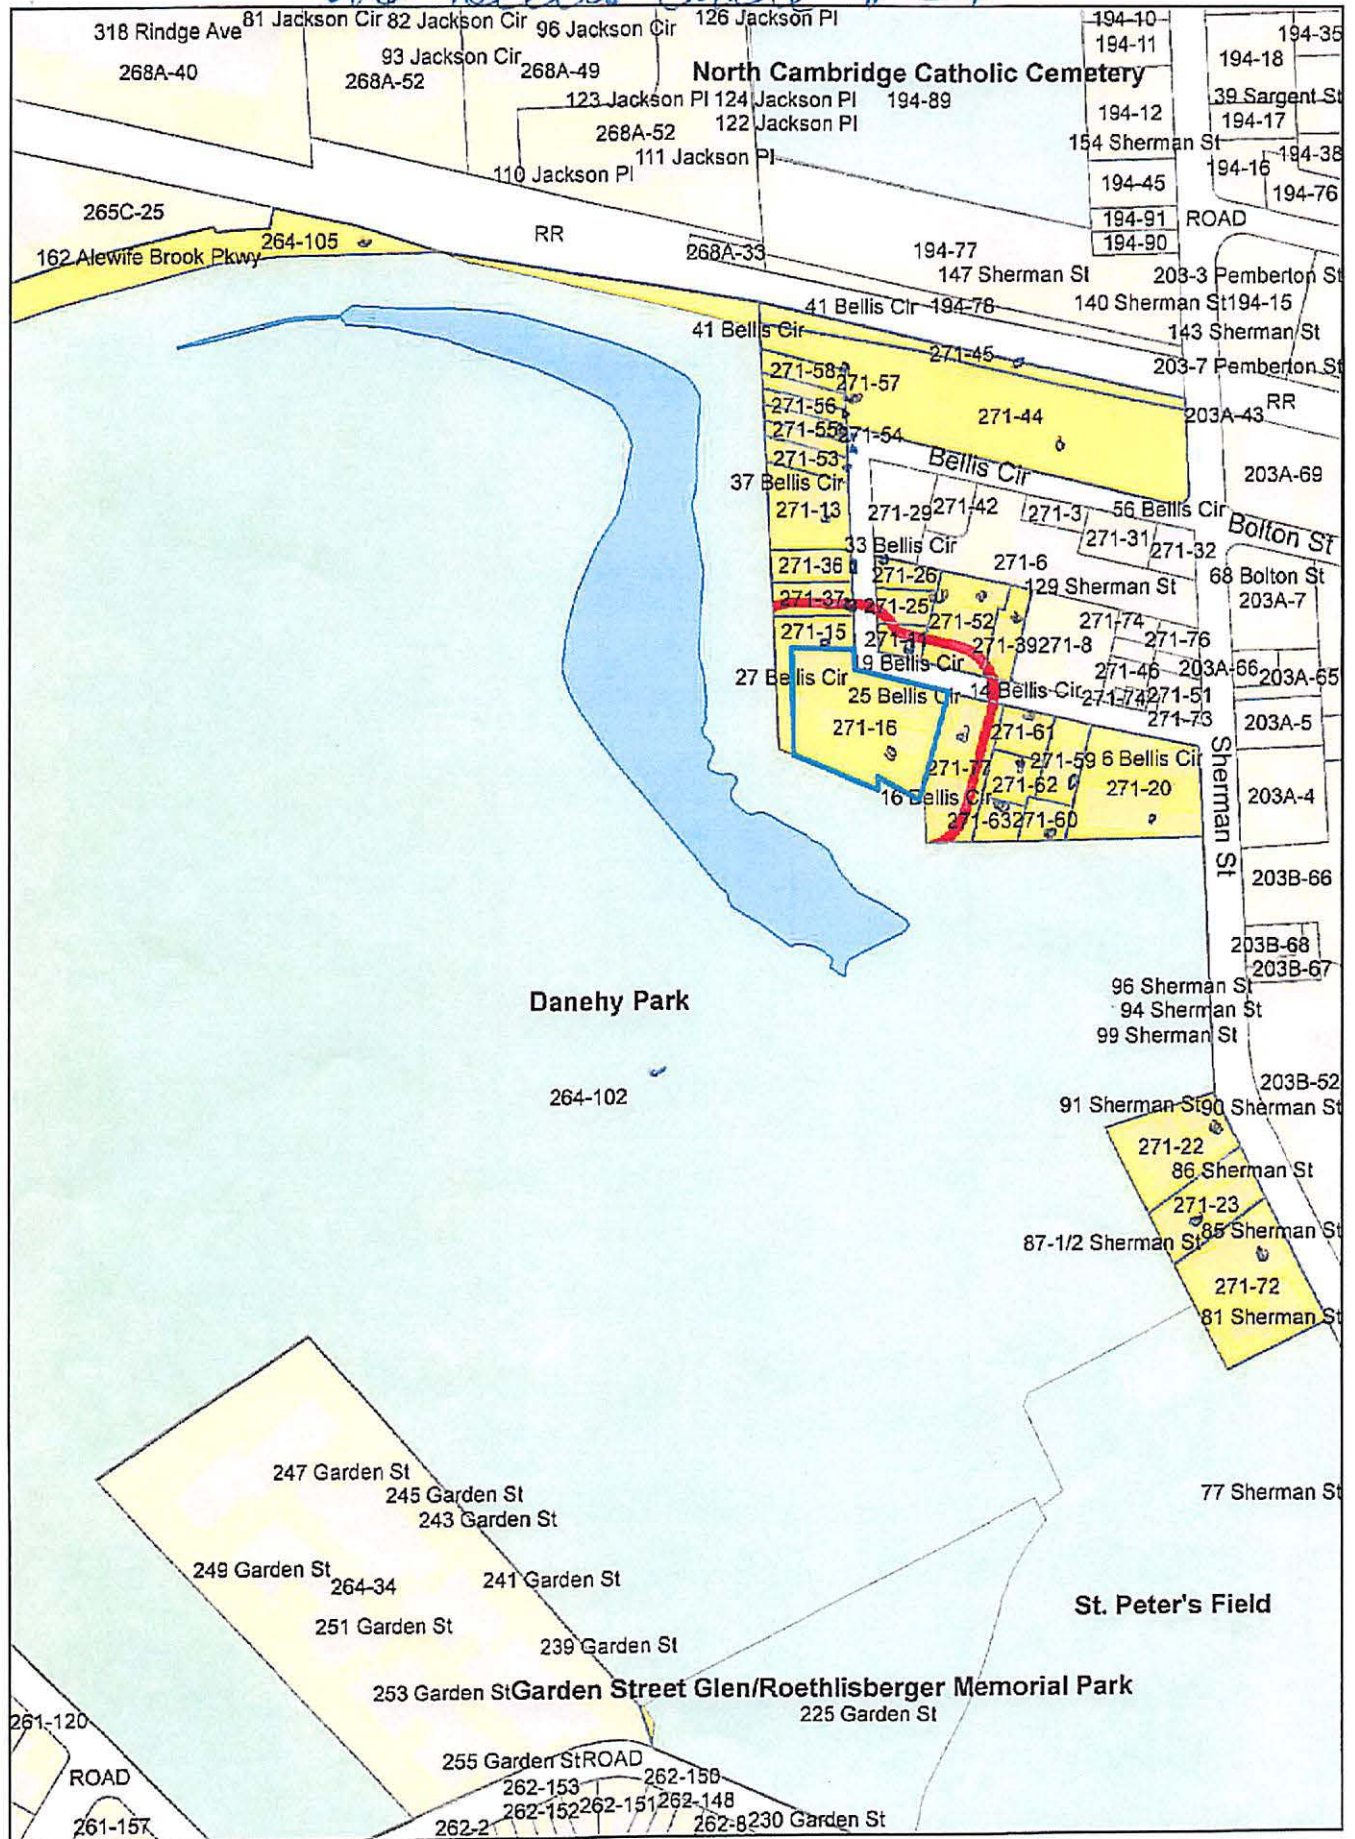 81 Jackson Cir 82 Jackson Cir 96 Jackson Cir 126 Jackson Pl 194-10
318 Rindge Ave 194-11 194-35
93 Jackson Cir 194-18
268A-40 268A-52 268A-49 North Cambridge Catholic Cemetery
123 Jackson Pl 124 Jackson Pl 194-89 39 Sargent St
122 Jackson Pl 194-12 194-17
268A-52 154 Sherman St
111 Jackson Pl 194-16 194-38
110 Jackson Pl 194-45 194-76
265C-25 194-91 ROAD
264-105 RR 194-90
162 Alewife Brook Pkwy 268A-33 194-77
147 Sherman St 203-3 Pemberton St
41 Bellis Cir 194-78 140 Sherman St 194-15
41 Bellis Cir 143 Sherman St
271-45 203-7 Pemberton St
271-58 271-57
271-56 271-44 203A-43 RR
271-55 271-54
271-53 Bellis Cir 203A-69
37 Bellis Cir
271-13 271-29 271-42 271-3 56 Bellis Cir Bolton St
271-31 271-32
33 Bellis Cir
271-36 271-26 271-6 68 Bolton St
129 Sherman St
271-37 271-25 203A-7
271-52 271-74
271-15 271-11 271-39 271-8 271-76
27 Bellis Cir 19 Bellis Cir 271-46 203A-66 203A-65
25 Bellis Cir 14 Bellis Cir 271-74 271-51
271-16 271-61 271-73 203A-5
271-77 271-59 6 Bellis Cir Sherman St
16 Bellis Cir 271-62 271-20 203A-4
271-63 271-60
203B-66
203B-68
203B-67
96 Sherman St
Danehy Park 94 Sherman St
99 Sherman St
264-102 203B-52
91 Sherman St 90 Sherman St
271-22
86 Sherman St
271-23
87-1/2 Sherman St 85 Sherman St
271-72
81 Sherman St
247 Garden St
245 Garden St 77 Sherman St
243 Garden St
249 Garden St
264-34 241 Garden St
251 Garden St St. Peter's Field
239 Garden St
253 Garden St Garden Street Glen/Roethlisberger Memorial Park
225 Garden St
261-120
255 Garden St ROAD
ROAD 262-153 262-150
262-152 262-151 262-148
261-157 262-2 262-8 230 Garden St